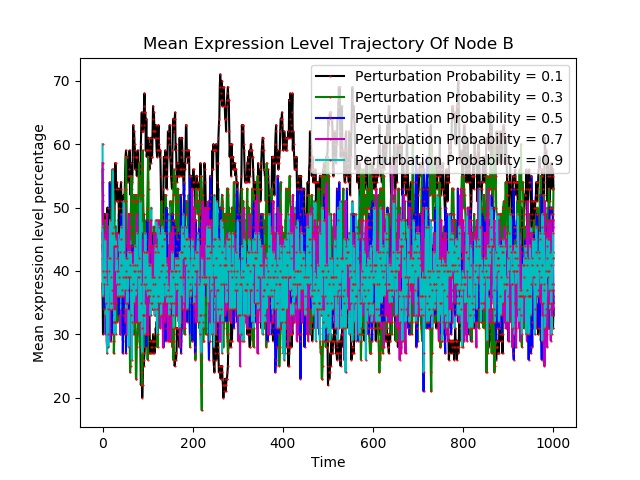 Mean Expression Level Trajectory Of Node B
Mean expression level percentage
70
60
50
40
30
20
Perturbation Probability = 0.1
Perturbation Probability = 0.3
Perturbation Probability = 0.5
Perturbation Probability = 0.7
Perturbation Probability = 0.9
0 200 400 600 800 1000
Time